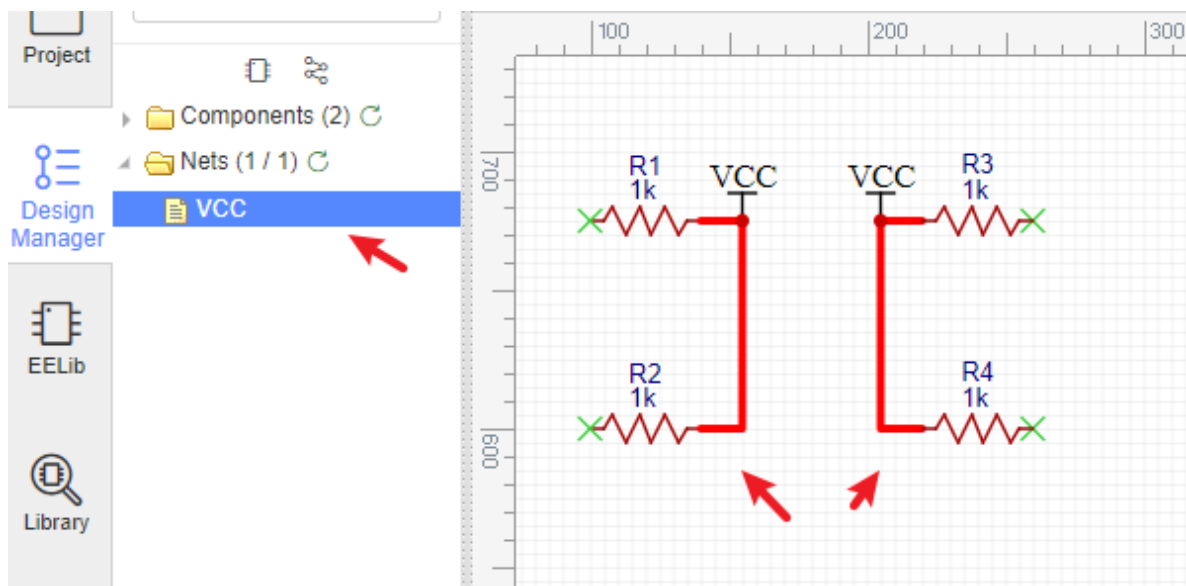 Project
Components (2)
Nets (1 / 1)
VCC
Design
Manager
EELib
Library
100
200
300
700
600
R1
1k
VCC
VCC
R3
1k
R2
1k
R4
1k